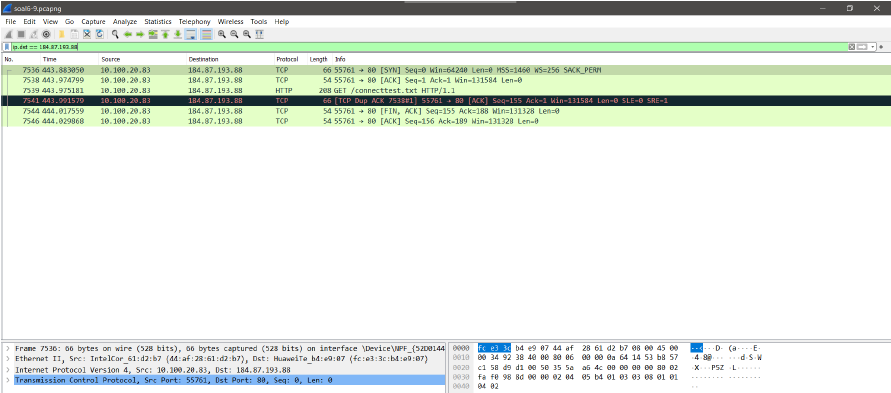 soal6-9.pcapng
File Edit View Go Capture Analyze Statistics Telephony Wireless Tools Help
ip.dst == 184.87.193.88
No. Time Source Destination Protocol Length Info
7536 443.883050 10.100.20.83 184.87.193.88 TCP 66 55761 → 80 [SYN] Seq=0 Win=64240 Len=0 MSS=1460 WS=256 SACK_PERM
7538 443.974799 10.100.20.83 184.87.193.88 TCP 54 55761 → 80 [ACK] Seq=1 Ack=1 Win=131584 Len=0
7539 443.975181 10.100.20.83 184.87.193.88 HTTP 208 GET /connecttest.txt HTTP/1.1
7541 443.991579 10.100.20.83 184.87.193.88 TCP 66 [TCP Dup ACK 7538#1] 55761 → 80 [ACK] Seq=155 Ack=1 Win=131584 Len=0 SLE=0 SRE=1
7544 444.017559 10.100.20.83 184.87.193.88 TCP 54 55761 → 80 [FIN, ACK] Seq=155 Ack=188 Win=131328 Len=0
7546 444.029868 10.100.20.83 184.87.193.88 TCP 54 55761 → 80 [ACK] Seq=156 Ack=189 Win=131328 Len=0
Frame 7536: 66 bytes on wire (528 bits), 66 bytes captured (528 bits) on interface \Device\NPF_{52D0144
Ethernet II, Src: IntelCor_61:d2:b7 (44:af:28:61:d2:b7), Dst: HuaweiTe_b4:e9:07 (fc:e3:3c:b4:e9:07)
Internet Protocol Version 4, Src: 10.100.20.83, Dst: 184.87.193.88
Transmission Control Protocol, Src Port: 55761, Dst Port: 80, Seq: 0, Len: 0
0000 fc e3 3c b4 e9 07 44 af 28 61 d2 b7 08 00 45 00 ··<···D· (a····E·
0010 00 34 92 38 40 00 80 06 00 00 0a 64 14 53 b8 57 ·4·8@··· ···d·S·W
0020 c1 58 d9 d1 00 50 35 5a a6 4c 00 00 00 00 80 02 ·X···P5Z ·L······
0030 fa f0 98 8d 00 00 02 04 05 b4 01 03 03 08 01 01 ········ ········
0040 04 02 ··